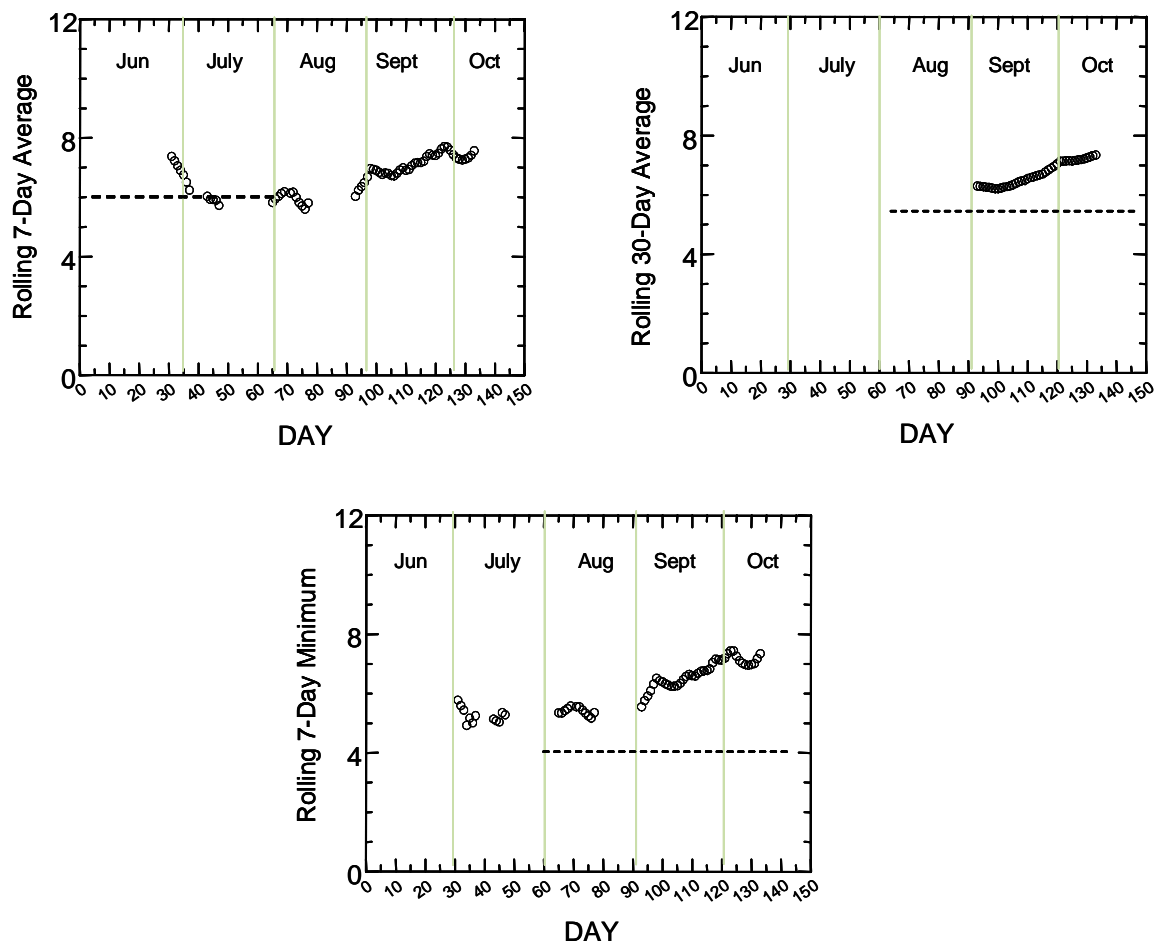 12
Jun July Aug Sept Oct
8
4
0
Rolling 7-Day Average
0 10 20 30 40 50 60 70 80 90 100 110 120 130 140 150
DAY
12
Jun July Aug Sept Oct
8
4
0
Rolling 30-Day Average
0 10 20 30 40 50 60 70 80 90 100 110 120 130 140 150
DAY
12
Jun July Aug Sept Oct
8
4
0
Rolling 7-Day Minimum
0 10 20 30 40 50 60 70 80 90 100 110 120 130 140 150
DAY